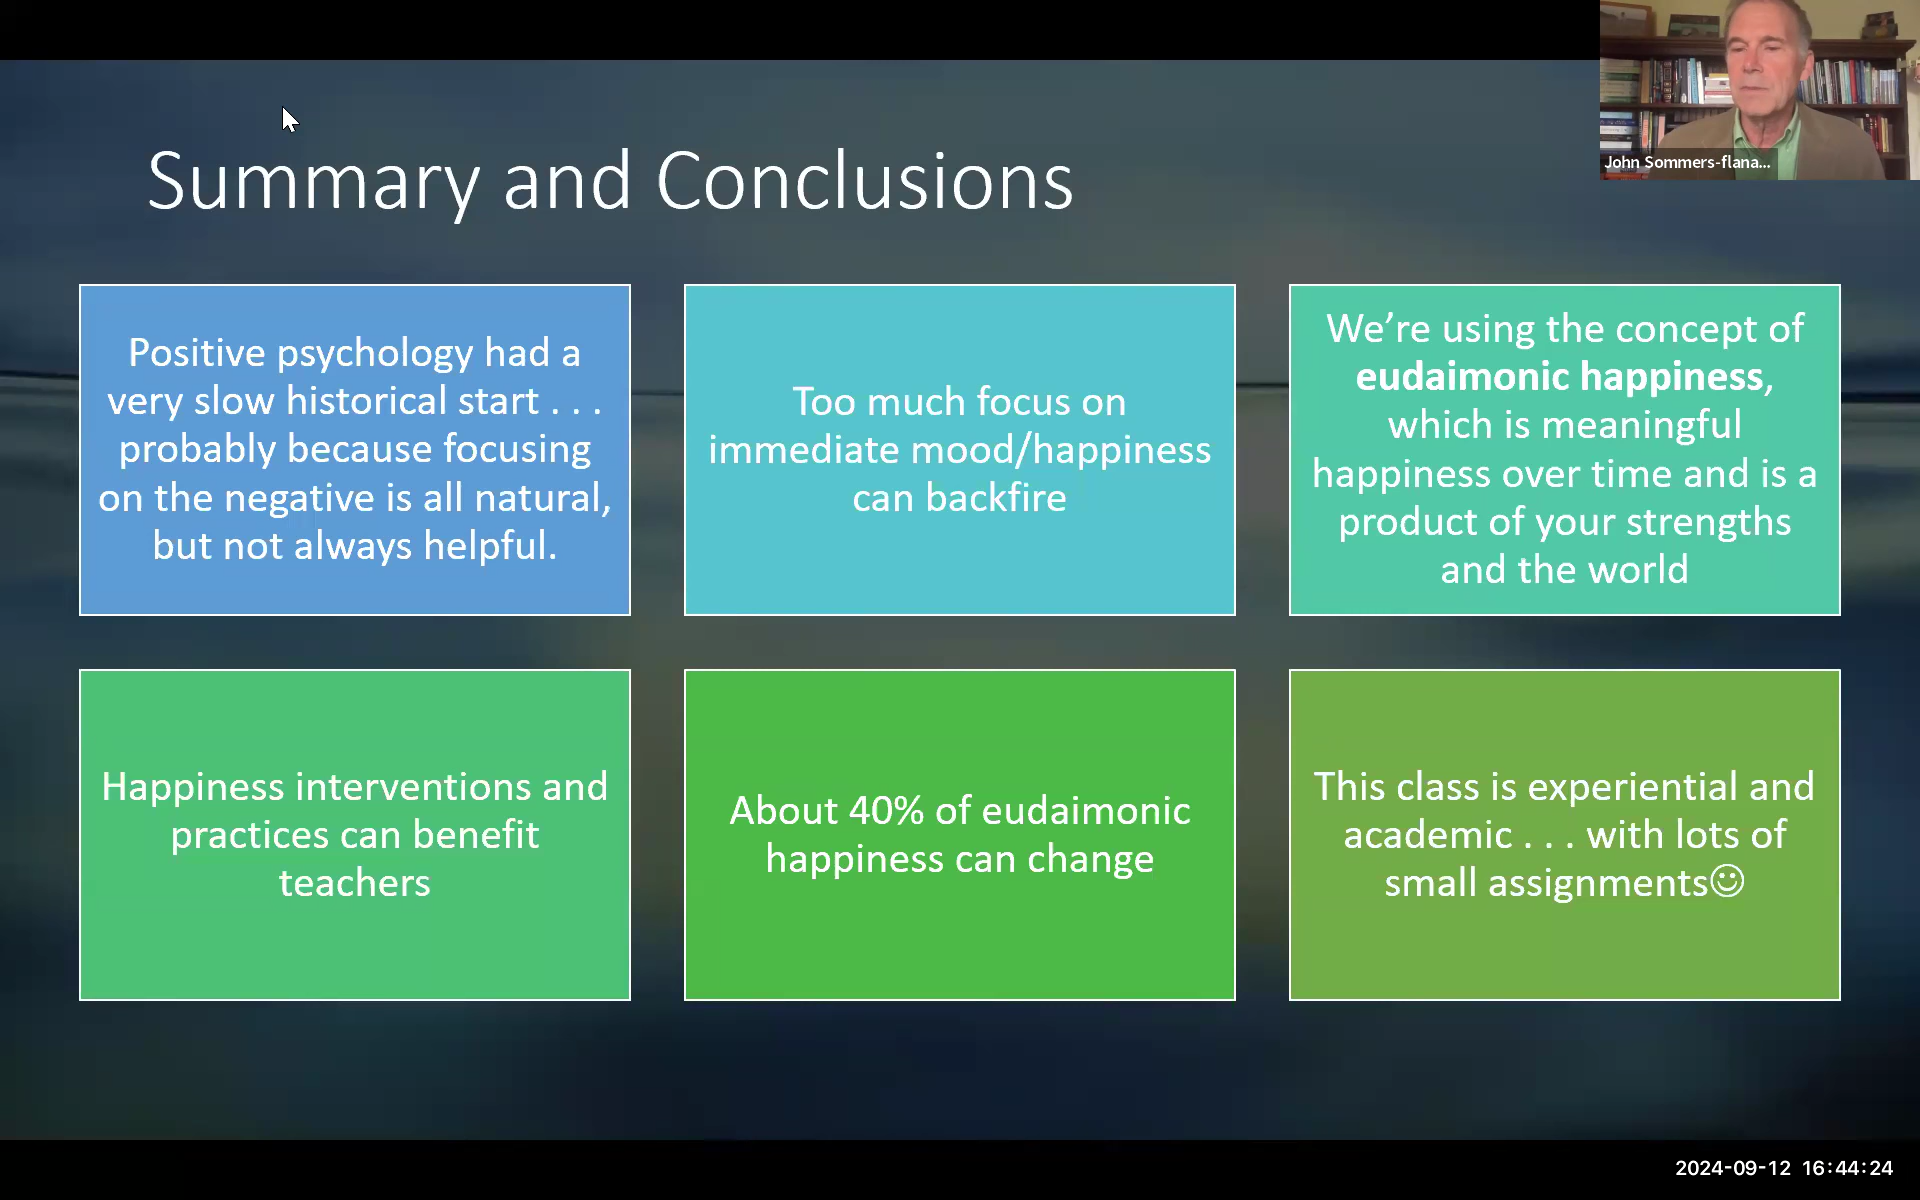 John Sommers-flana...
Summary and Conclusions
Positive psychology had a
very slow historical start . . .
probably because focusing
on the negative is all natural,
but not always helpful.
Too much focus on
immediate mood/happiness
can backfire
We’re using the concept of
eudaimonic happiness,
which is meaningful
happiness over time and is a
product of your strengths
and the world
Happiness interventions and
practices can benefit
teachers
About 40% of eudaimonic
happiness can change
This class is experiential and
academic . . . with lots of
small assignments☺
2024-09-12 16:44:24